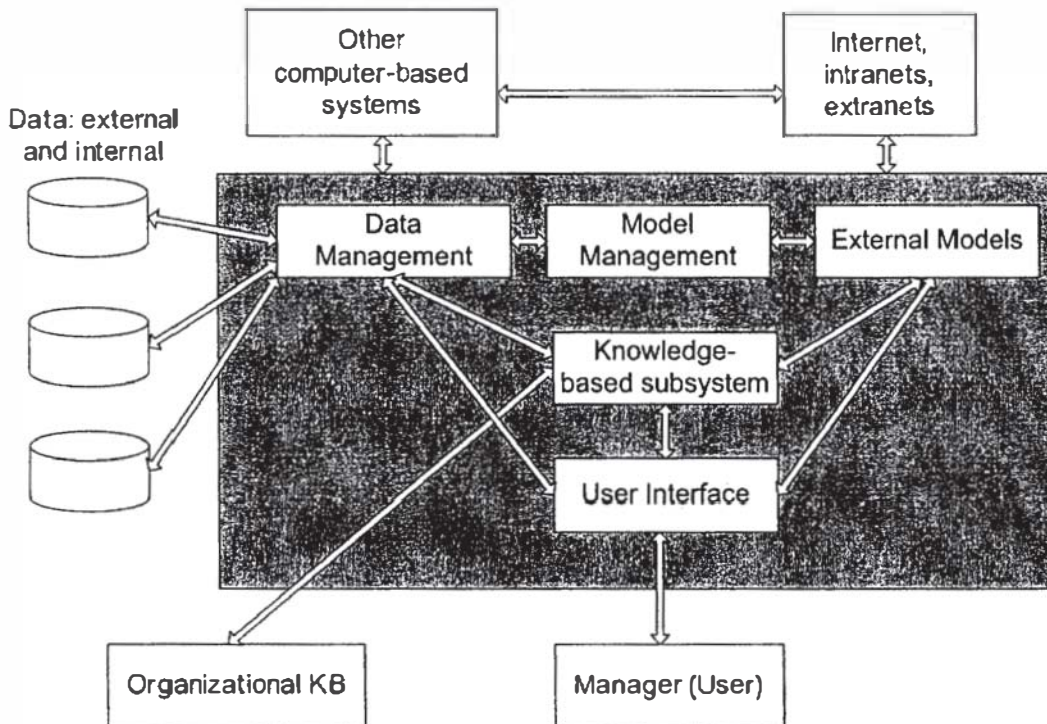 Other
computer-based
systems
Internet,
intranets,
extranets
Data: external
and internal
Data
Management
Model
Management
External Models
Knowledge-
based subsystem
User Interface
Organizational KB
Manager (User)